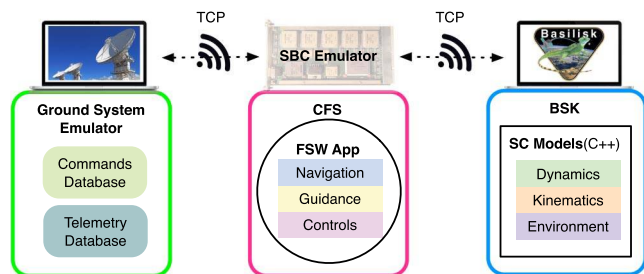 TCP
TCP
SBC Emulator
Basilisk
Ground System
Emulator
Commands
Database
Telemetry
Database
CFS
FSW App
Navigation
Guidance
Controls
BSK
SC Models(C++)
Dynamics
Kinematics
Environment